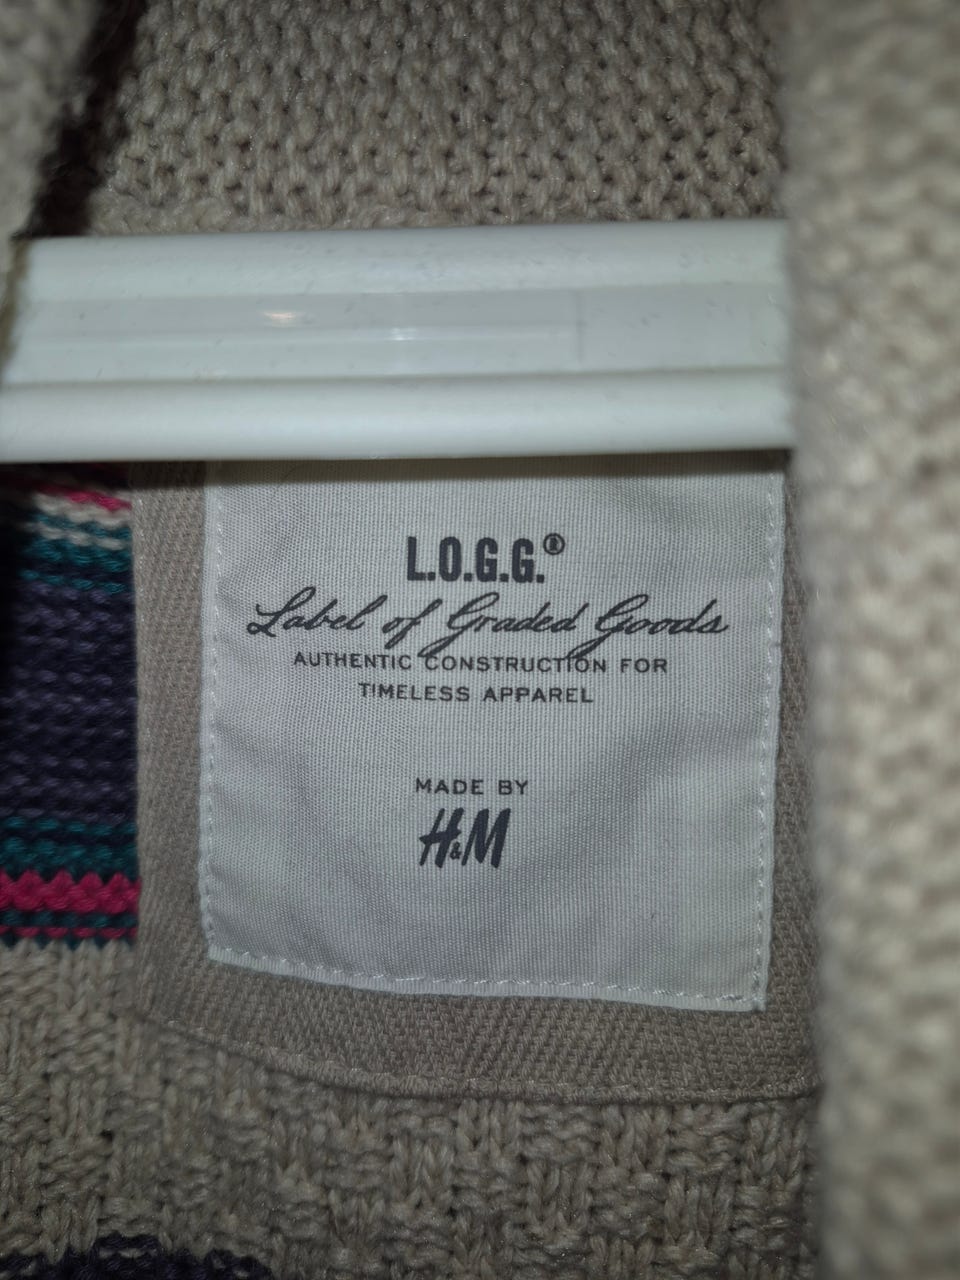 L.O.G.G.®
Label of Graded Goods
AUTHENTIC CONSTRUCTION FOR
TIMELESS APPAREL
MADE BY
H&M